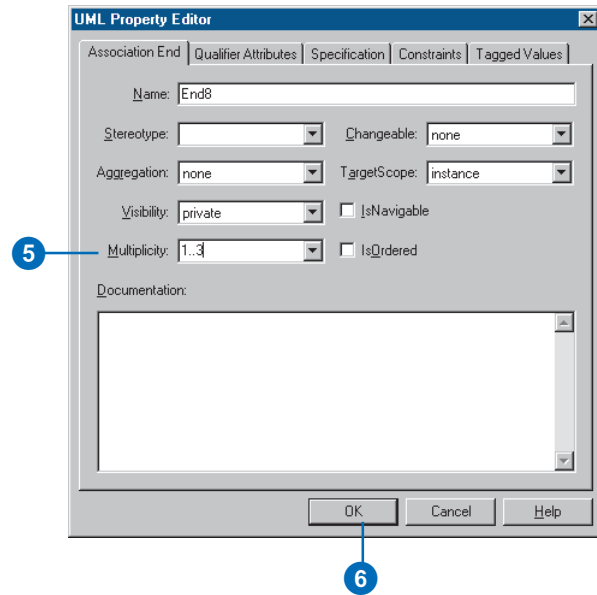 UML Property Editor
Association End Qualifier Attributes Specification Constraints Tagged Values
Name: End8
Stereotype: Changeable: none
Aggregation: none TargetScope: instance
Visibility: private IsNavigable
5 Multiplicity: 1..3 IsOrdered
Documentation:
OK Cancel Help
6